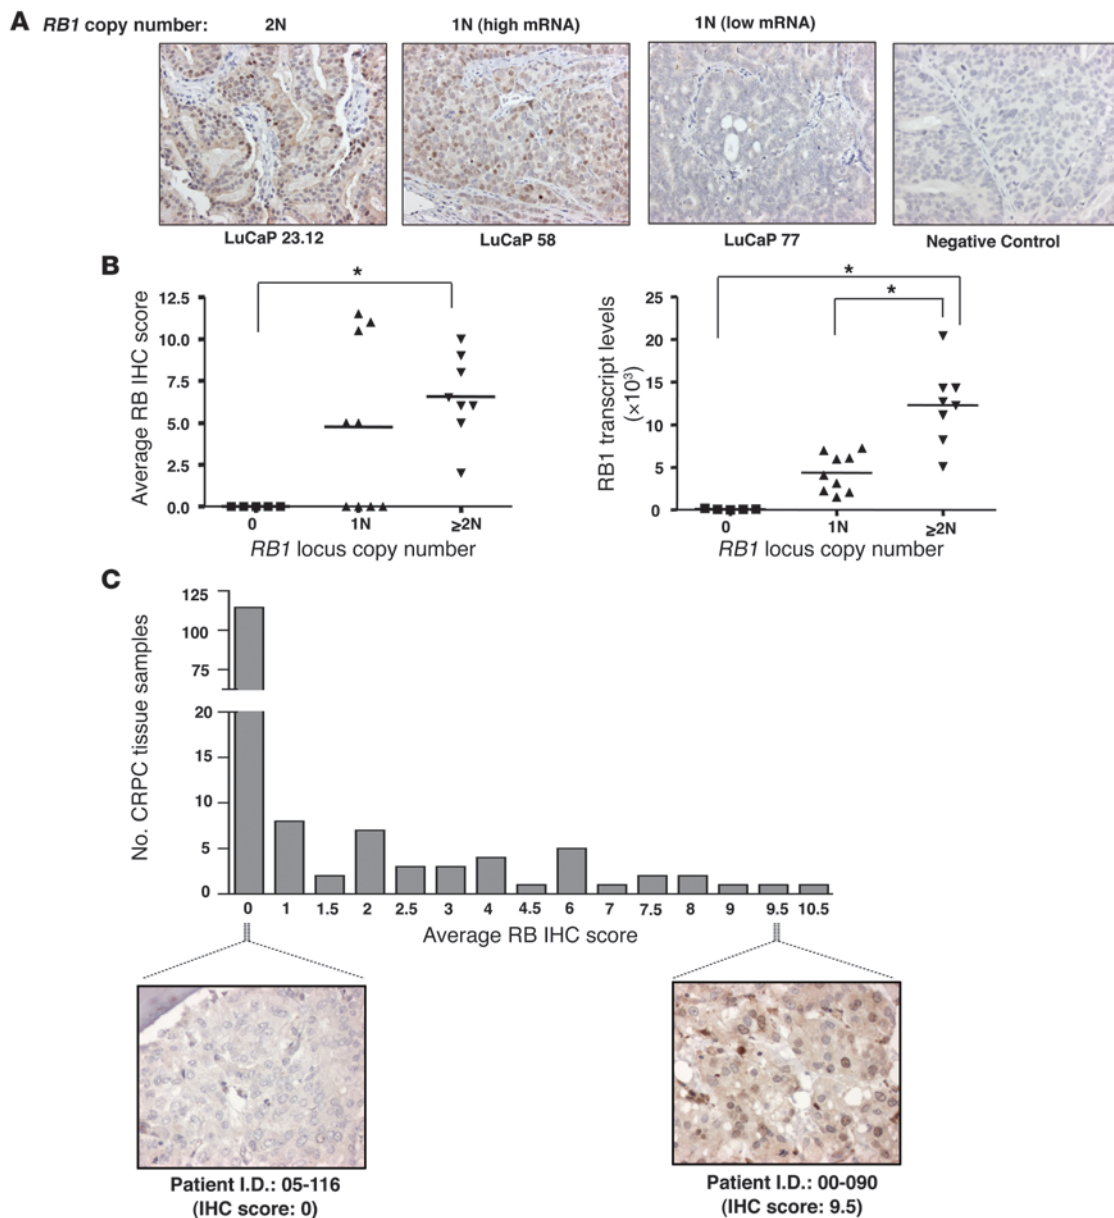 A RB1 copy number: 2N 1N (high mRNA) 1N (low mRNA)
LuCaP 23.12 LuCaP 58 LuCaP 77 Negative Control
B
*
12.5
10.0
7.5
5.0
2.5
0.0
Average RB IHC score
0 1N ≥2N
RB1 locus copy number
*
*
25
20
15
10
5
0
RB1 transcript levels
(×10³)
0 1N ≥2N
RB1 locus copy number
C
125
100
75
20
15
10
5
0
No. CRPC tissue samples
0 1 1.5 2 2.5 3 4 4.5 6 7 7.5 8 9 9.5 10.5
Average RB IHC score
Patient I.D.: 05-116
(IHC score: 0)
Patient I.D.: 00-090
(IHC score: 9.5)